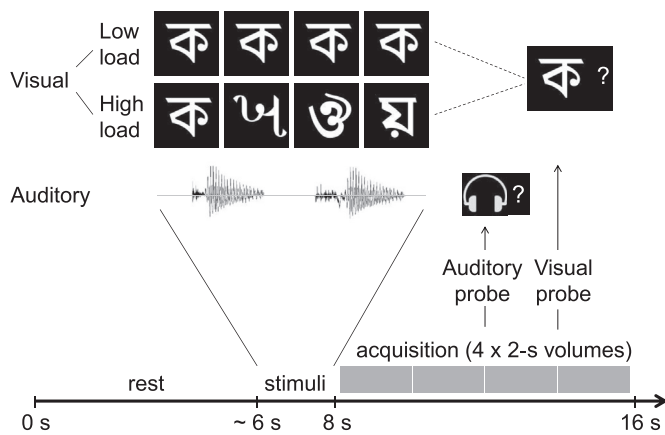 Visual
Low
load
ক ক ক ক
High
load
ক খ ঔ য়
ক ?
Auditory
?
Auditory
probe
Visual
probe
acquisition (4 x 2-s volumes)
rest
stimuli
0 s
~ 6 s
8 s
16 s